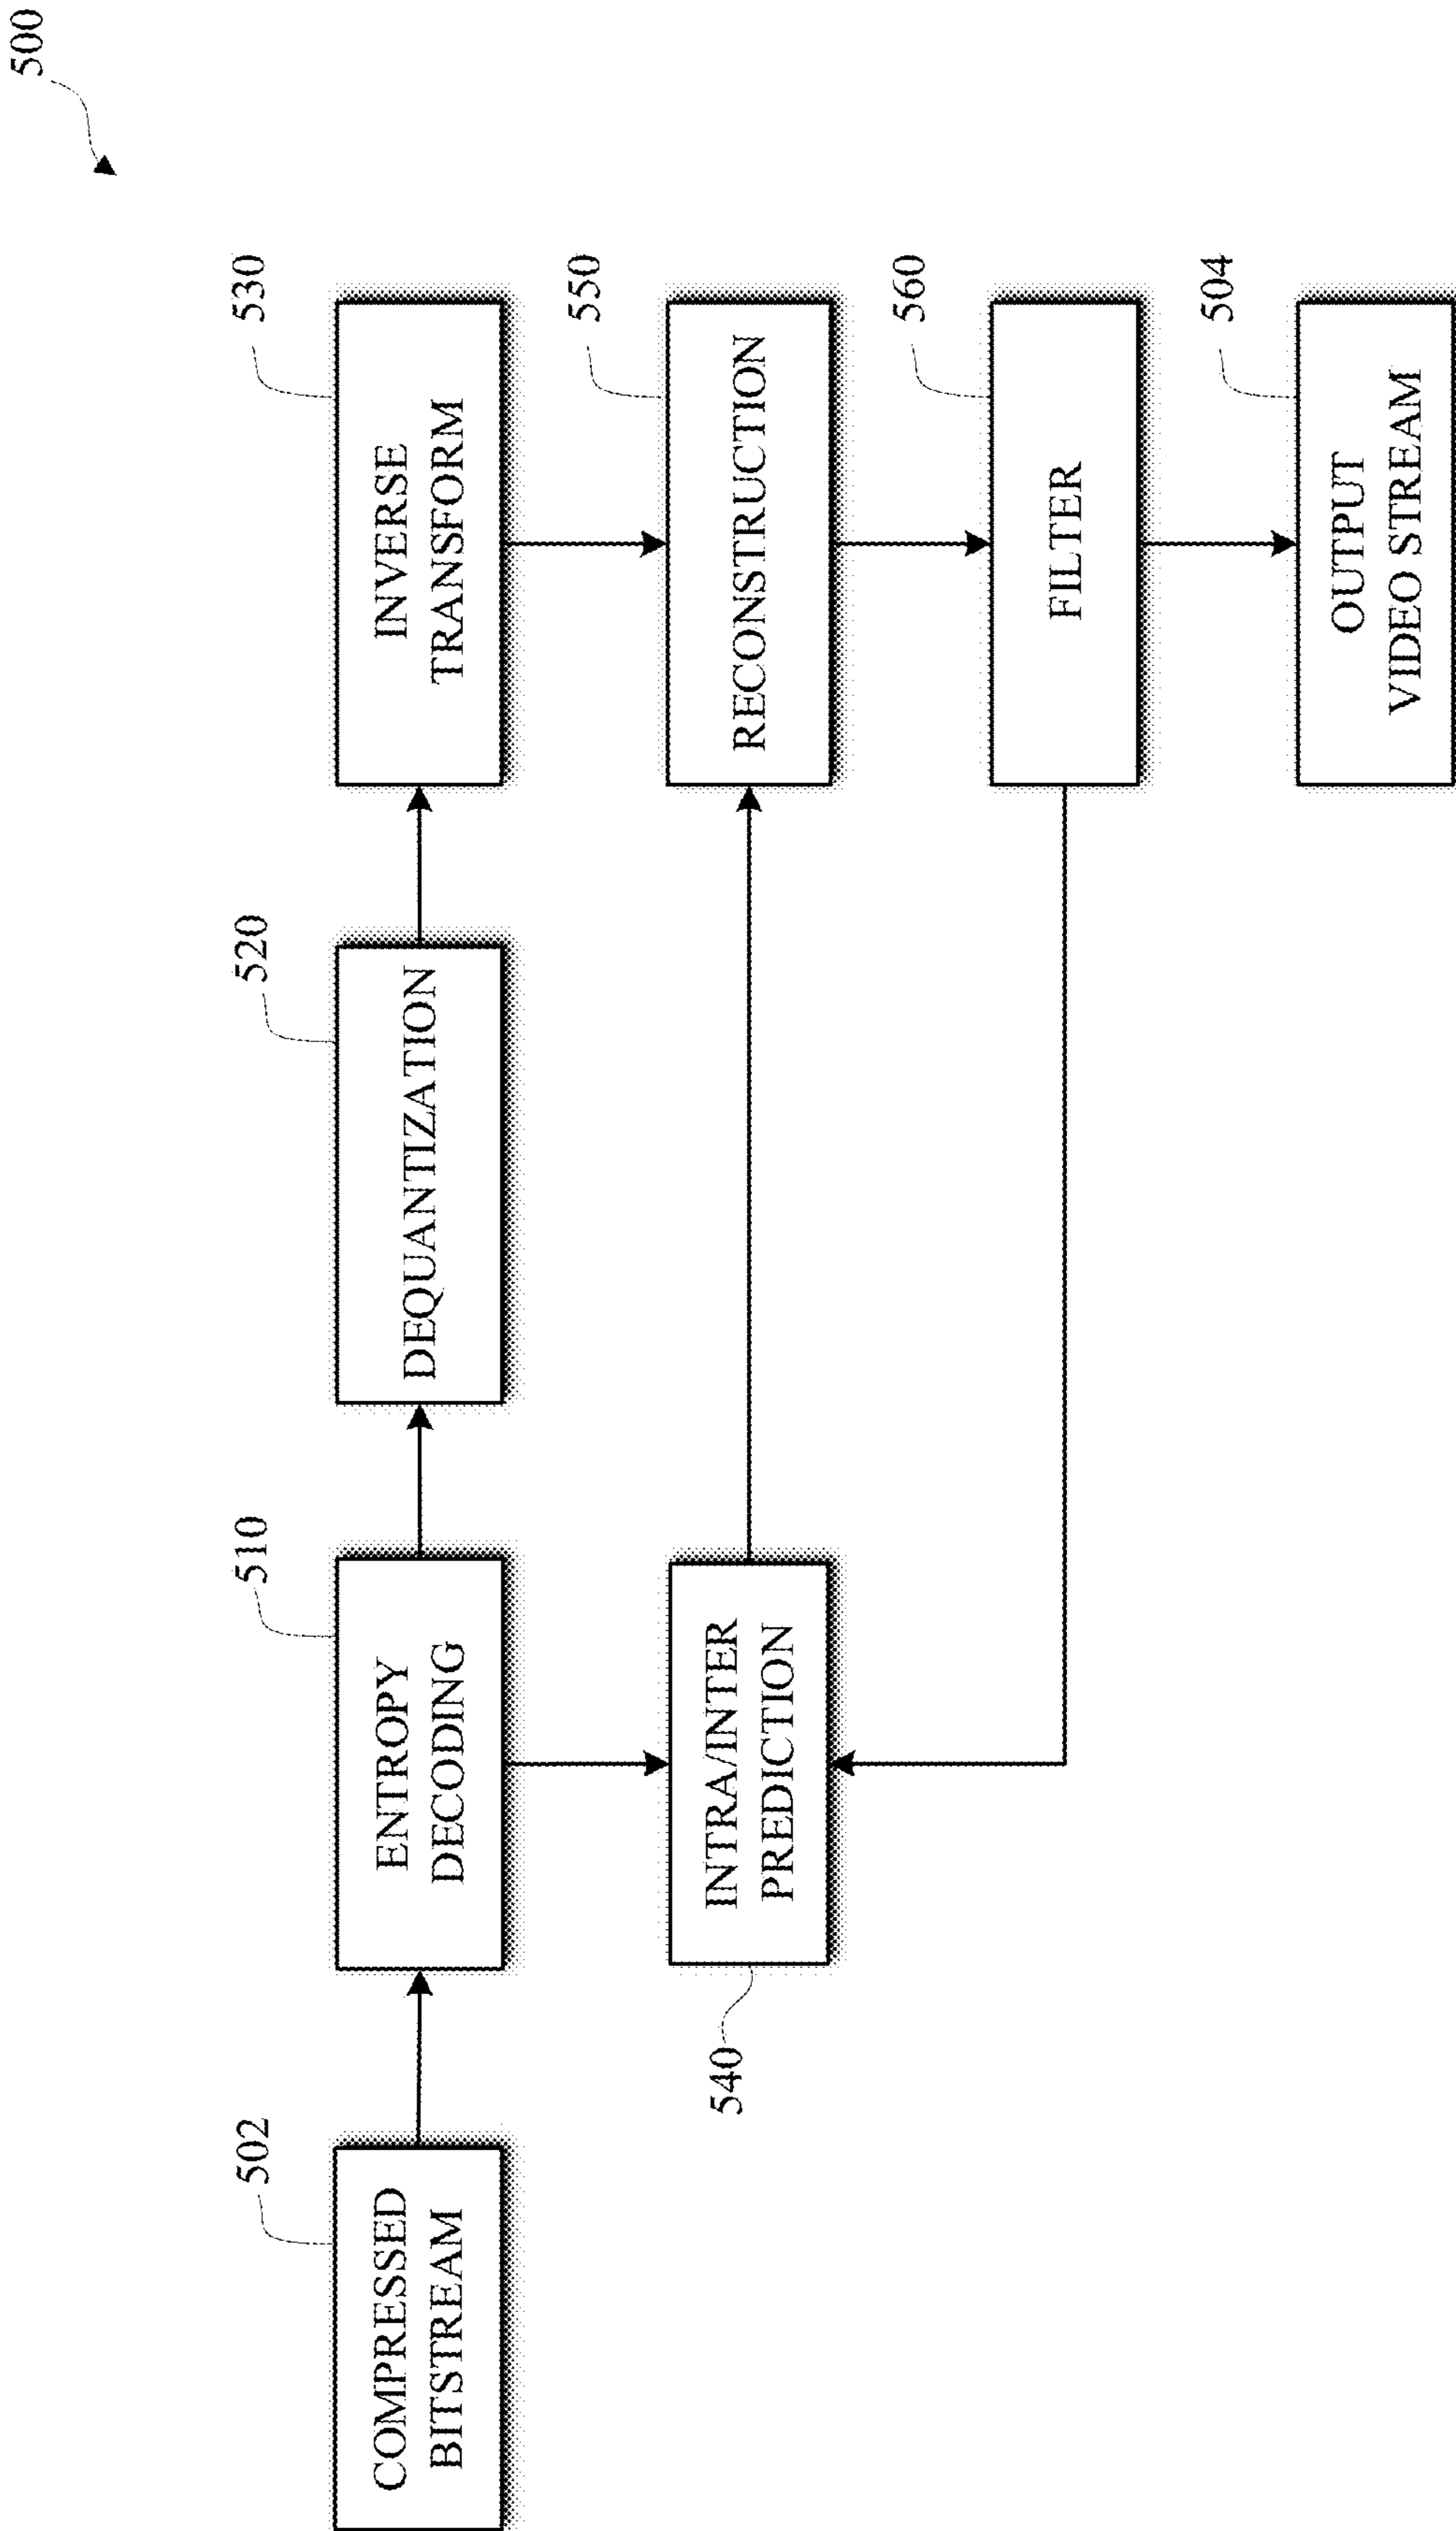 500
502
COMPRESSED
BITSTREAM
510
ENTROPY
DECODING
520
DEQUANTIZATION
530
INVERSE
TRANSFORM
540
INTRA/INTER
PREDICTION
550
RECONSTRUCTION
560
FILTER
504
OUTPUT
VIDEO STREAM